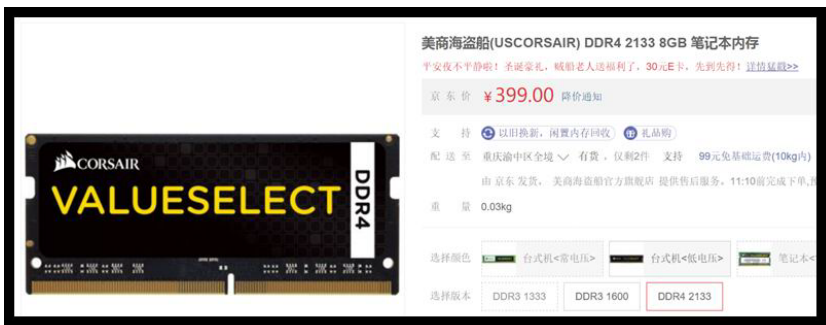 CORSAIR
VALUESELECT
DDR4
美商海盗船(USCORSAIR) DDR4 2133 8GB 笔记本内存
平安夜不平静啦！圣诞豪礼，贼船老人送福利了，30元E卡，先到先得！详情猛戳>>
京东价 ￥399.00 降价通知
支持 以旧换新，闲置内存回收 礼品购
配送至 重庆渝中区全境 有货，仅剩2件 支持 99元免基础运费(10kg内)
由 京东 发货， 美商海盗船官方旗舰店 提供售后服务，11:10前完成下单,
重量 0.03kg
选择颜色 台式机<常电压> 台式机<低电压> 笔记本<
选择版本 DDR3 1333 DDR3 1600 DDR4 2133